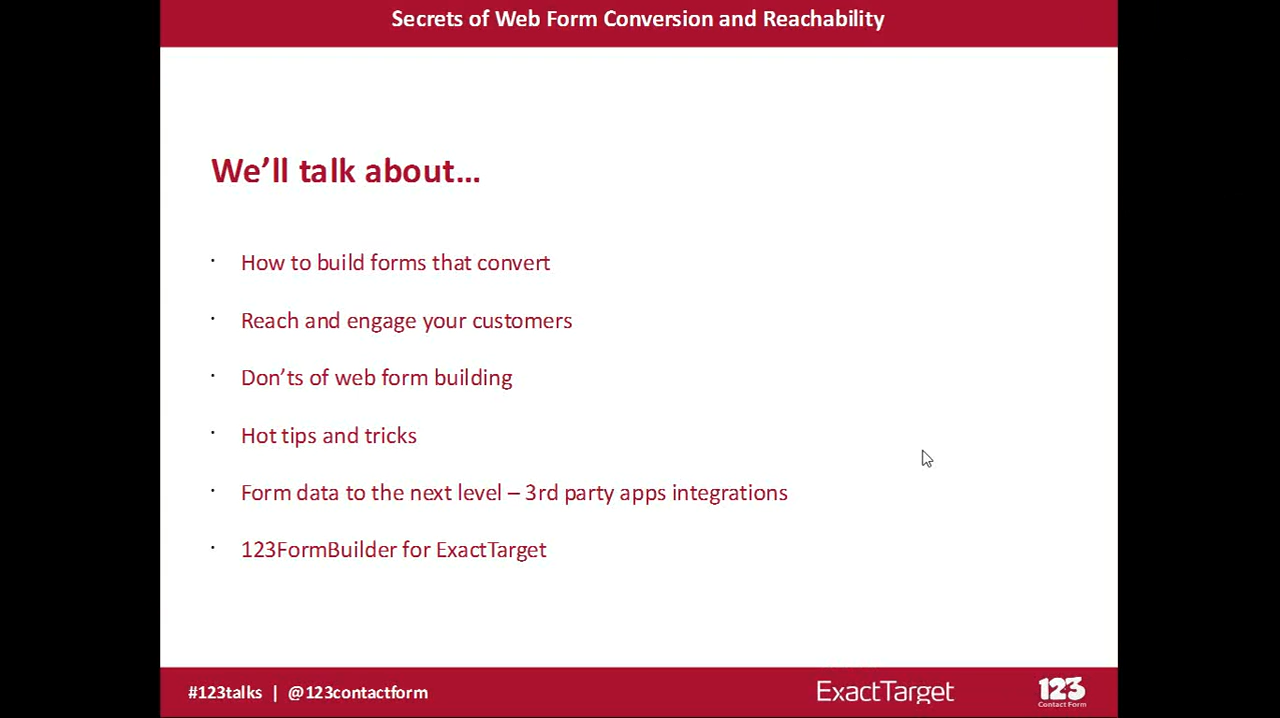 Secrets of Web Form Conversion and Reachability
We’ll talk about…
· How to build forms that convert
· Reach and engage your customers
· Don’ts of web form building
· Hot tips and tricks
· Form data to the next level – 3rd party apps integrations
· 123FormBuilder for ExactTarget
#123talks | @123contactform
ExactTarget
123
Contact Form